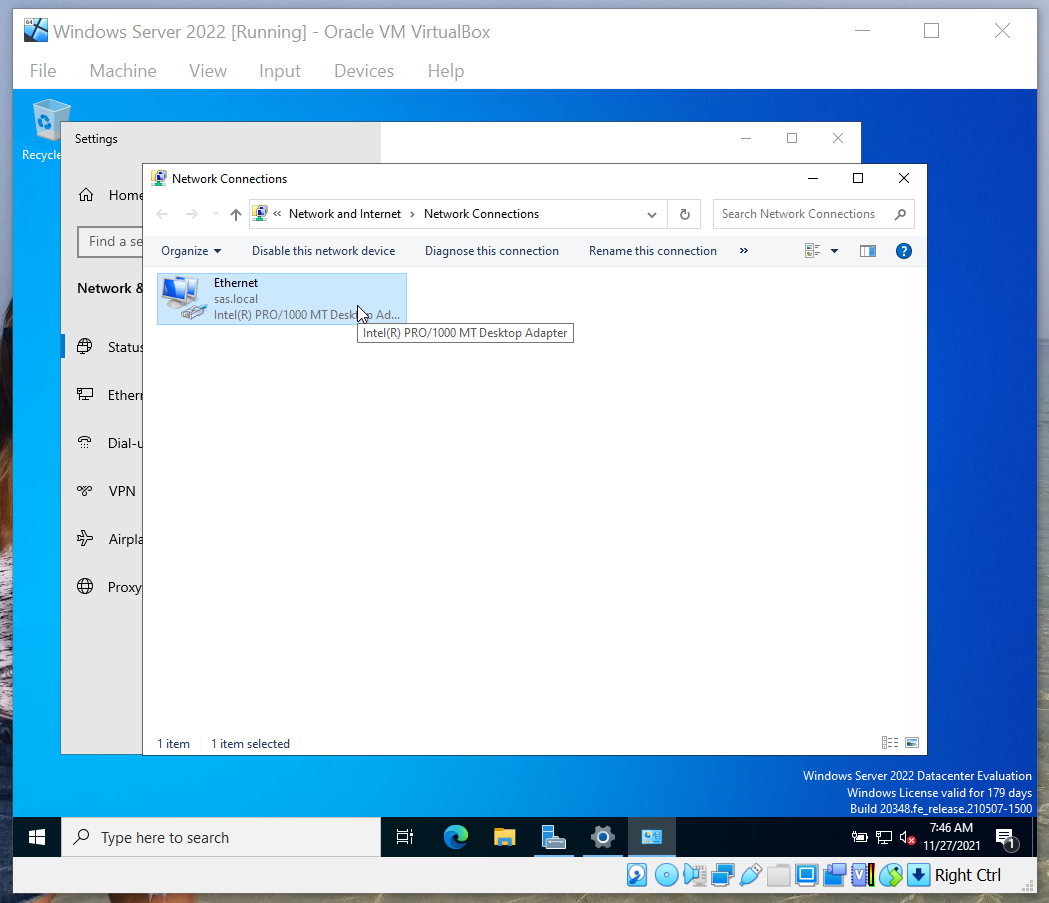 Windows Server 2022 [Running] - Oracle VM VirtualBox
File Machine View Input Devices Help
Recycle
Settings
Home
Find a se
Network &
Status
Ethern
Dial-u
VPN
Airpla
Proxy
Network Connections
« Network and Internet › Network Connections
Search Network Connections
Organize Disable this network device Diagnose this connection Rename this connection »
Ethernet
sas.local
Intel(R) PRO/1000 MT Desktop Ad...
Intel(R) PRO/1000 MT Desktop Adapter
1 item 1 item selected
Windows Server 2022 Datacenter Evaluation
Windows License valid for 179 days
Build 20348.fe_release.210507-1500
Type here to search
7:46 AM
11/27/2021
1
Right Ctrl